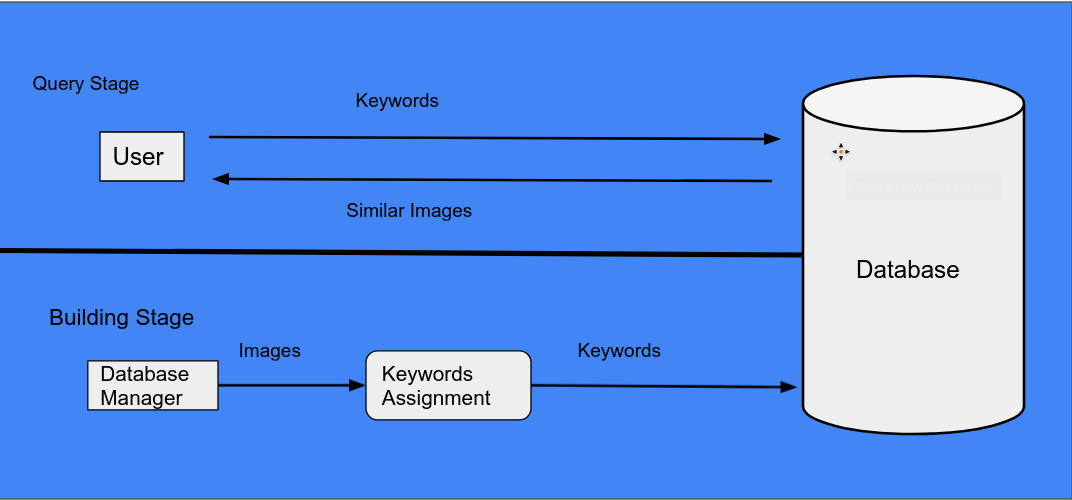 Query Stage
Keywords
User
Similar Images
Database
Building Stage
Images
Keywords
Database
Manager
Keywords
Assignment